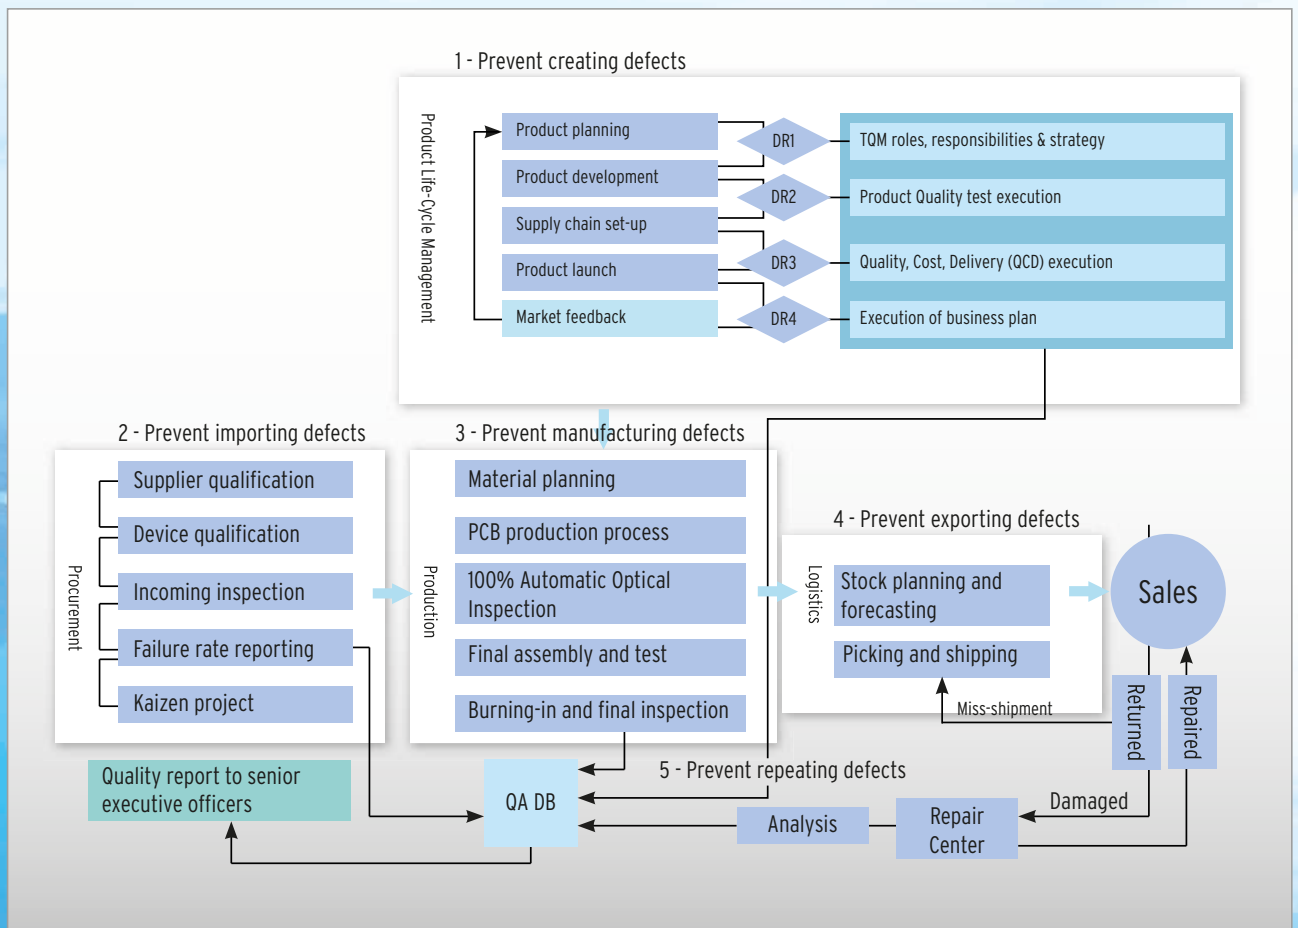 1 - Prevent creating defects
Product Life-Cycle Management
Product planning
Product development
Supply chain set-up
Product launch
Market feedback
DR1
DR2
DR3
DR4
TQM roles, responsibilities & strategy
Product Quality test execution
Quality, Cost, Delivery (QCD) execution
Execution of business plan
2 - Prevent importing defects
Procurement
Supplier qualification
Device qualification
Incoming inspection
Failure rate reporting
Kaizen project
3 - Prevent manufacturing defects
Production
Material planning
PCB production process
100% Automatic Optical
Inspection
Final assembly and test
Burning-in and final inspection
4 - Prevent exporting defects
Logistics
Stock planning and
forecasting
Picking and shipping
Miss-shipment
Sales
Returned
Repaired
5 - Prevent repeating defects
Damaged
Repair
Center
Analysis
QA DB
Quality report to senior
executive officers